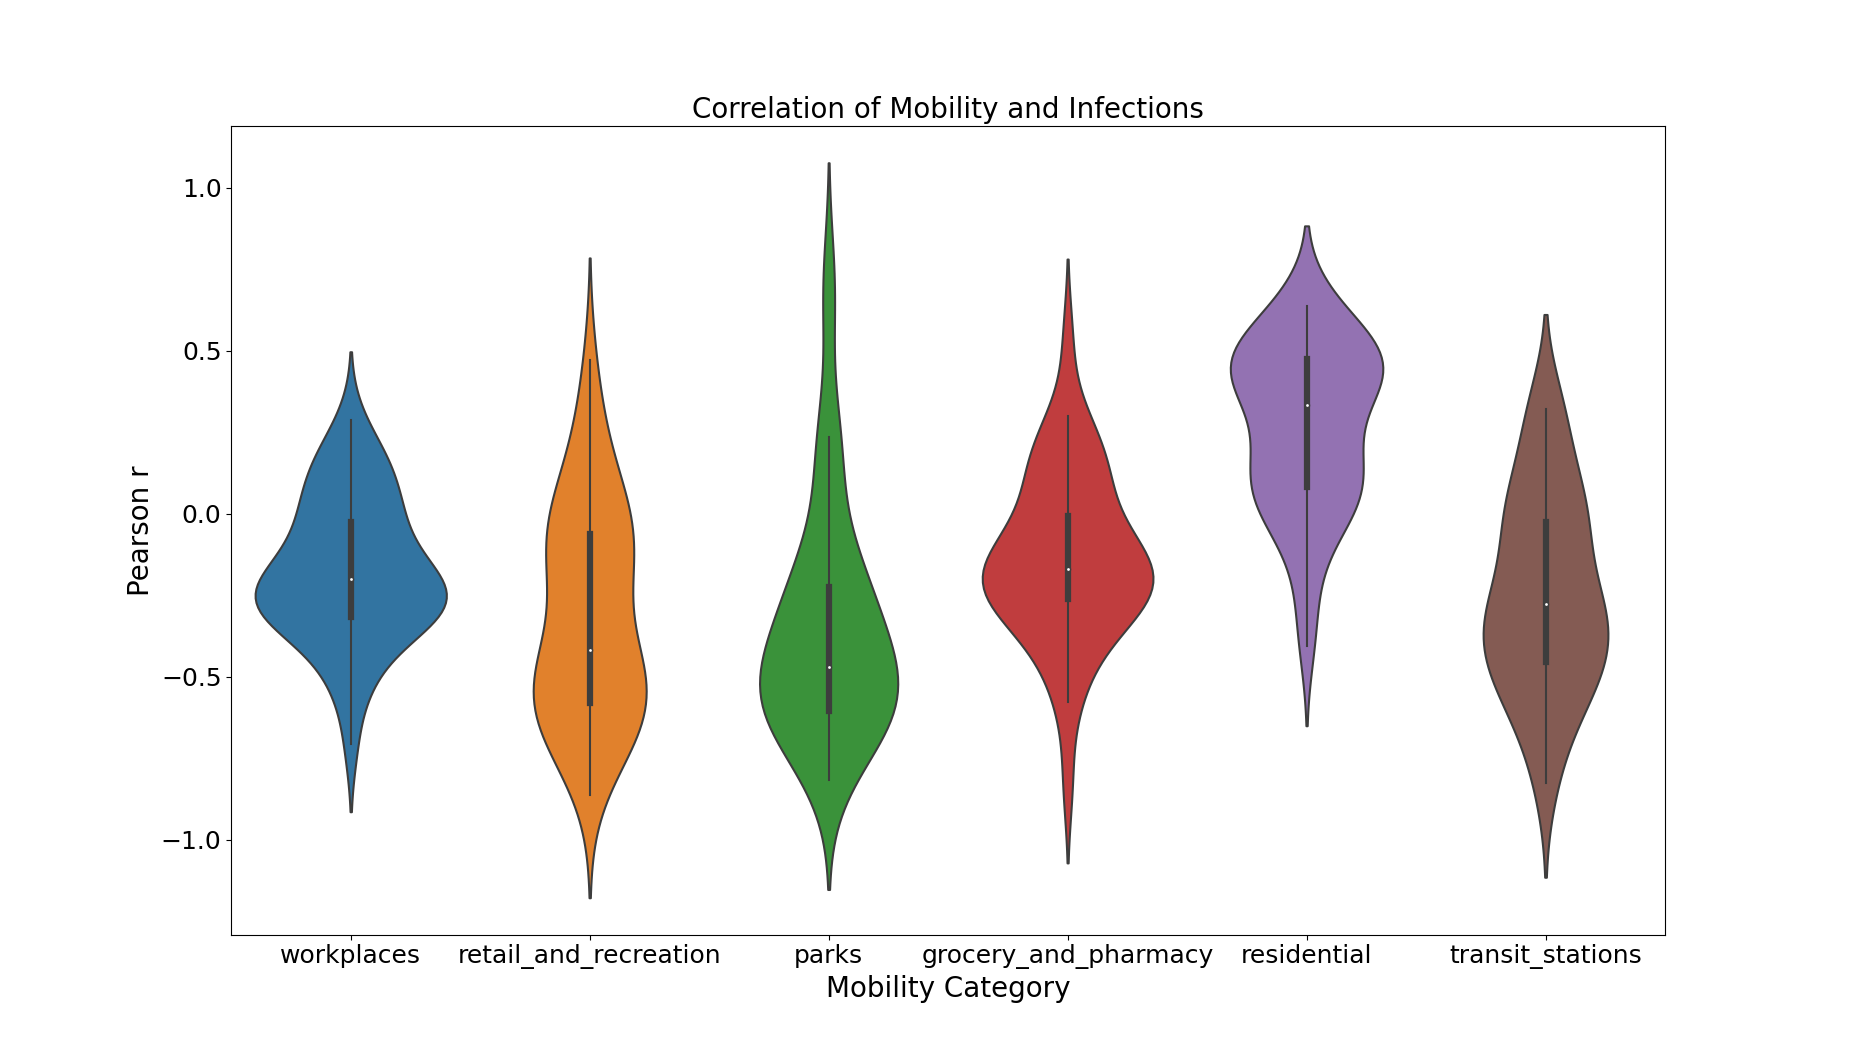 Correlation of Mobility and Infections
1.0
0.5
0.0
−0.5
−1.0
Pearson r
workplaces retail_and_recreation parks grocery_and_pharmacy residential transit_stations
Mobility Category